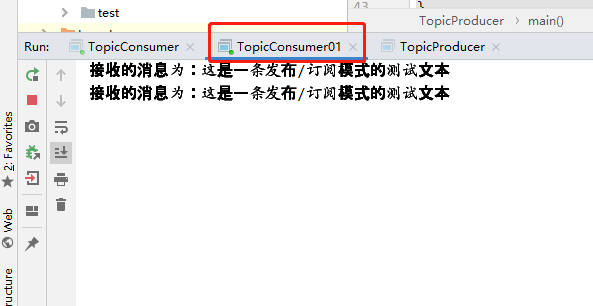 test
43
}
TopicProducer > main()
Run: TopicConsumer × TopicConsumer01 × TopicProducer ×
接收的消息为：这是一条发布/订阅模式的测试文本
接收的消息为：这是一条发布/订阅模式的测试文本
2: Favorites
Web
ructure